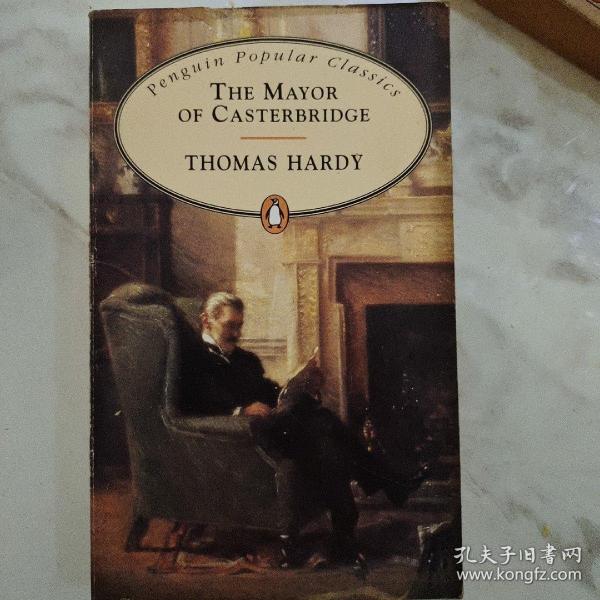 Penguin Popular Classics
THE MAYOR
OF CASTERBRIDGE
THOMAS HARDY
孔夫子旧书网
www.kongfz.com